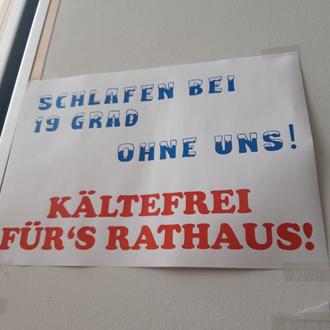 SCHLAFEN BEI
19 GRAD
OHNE UNS!
KÄLTEFREI
FÜR'S RATHAUS!